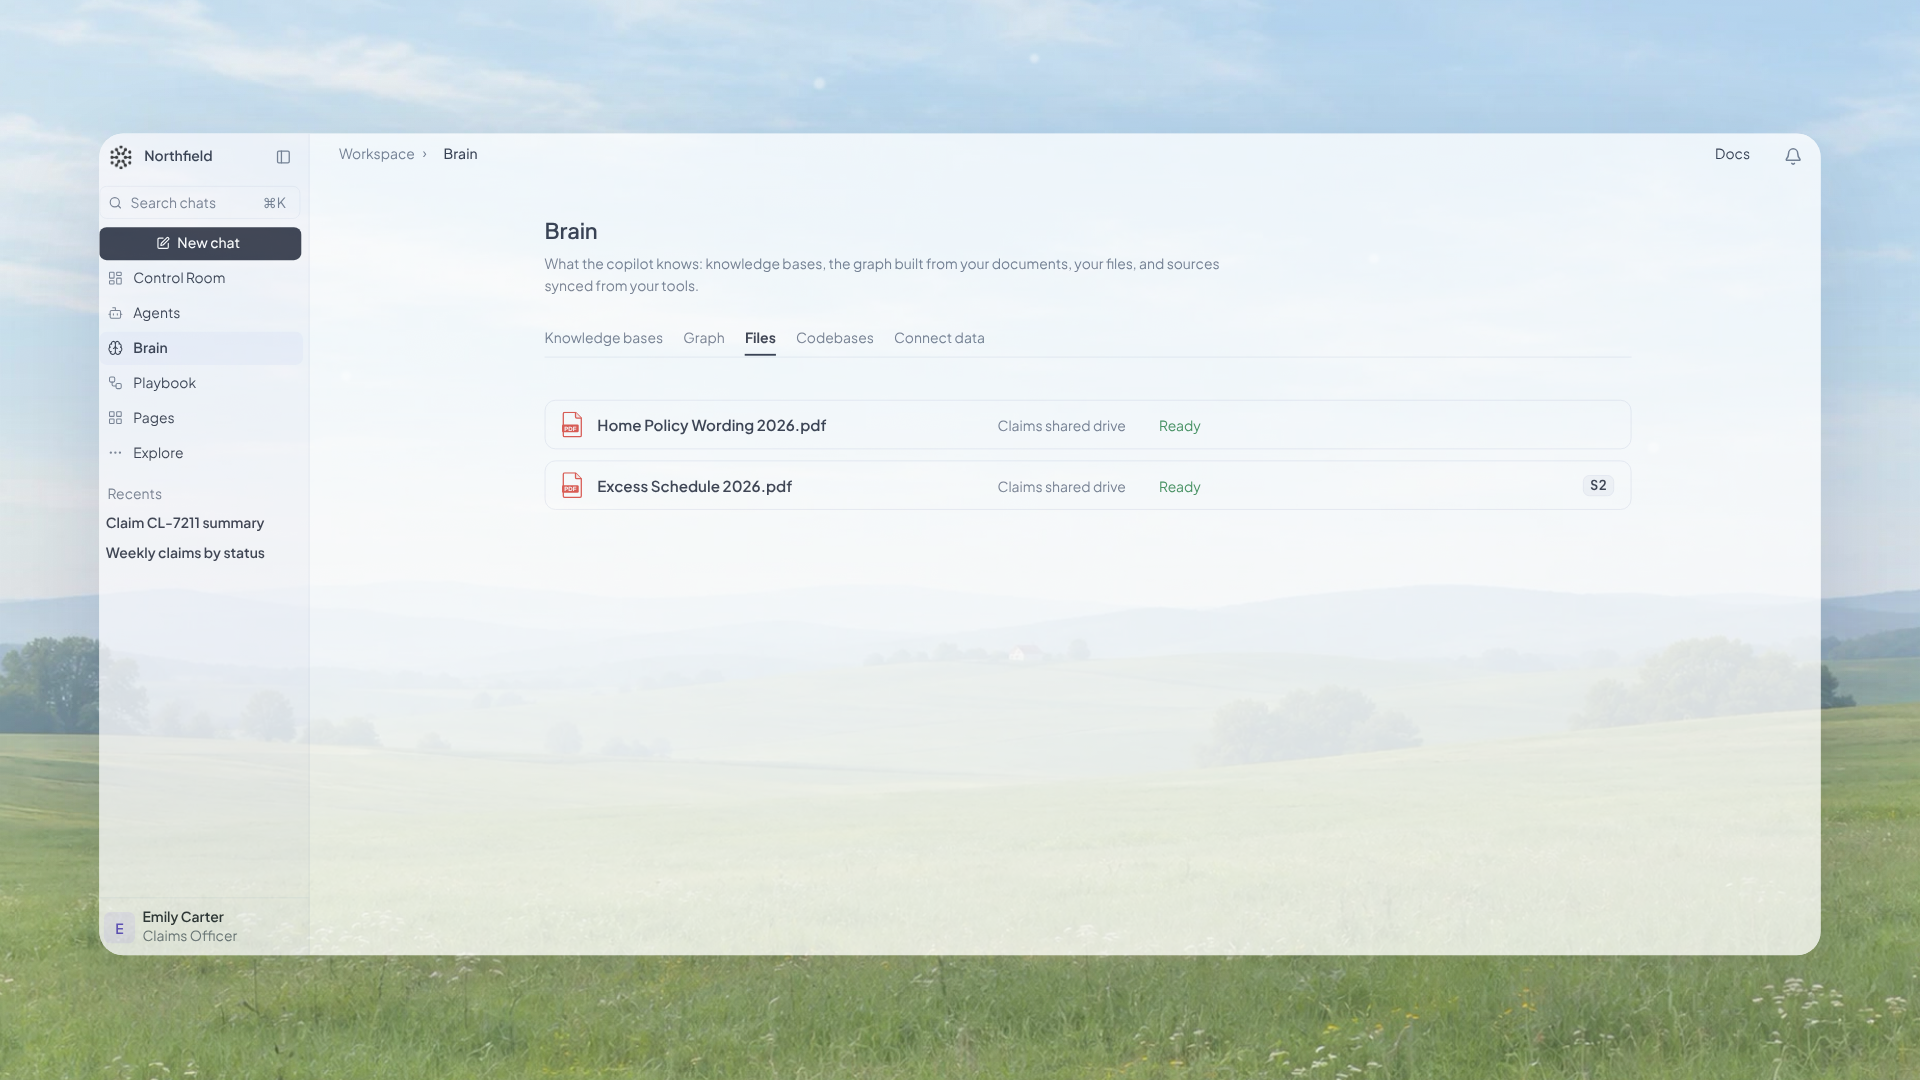 Northfield
Search chats ⌘K
New chat
Control Room
Agents
Brain
Playbook
Pages
Explore
Recents
Claim CL-7211 summary
Weekly claims by status
E
Emily Carter
Claims Officer
Workspace › Brain
Docs
Brain
What the copilot knows: knowledge bases, the graph built from your documents, your files, and sources
synced from your tools.
Knowledge bases Graph Files Codebases Connect data
PDF Home Policy Wording 2026.pdf Claims shared drive Ready
PDF Excess Schedule 2026.pdf Claims shared drive Ready S2